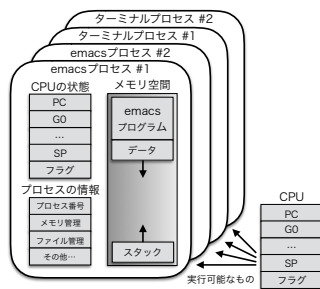 ターミナルプロセス #2
ターミナルプロセス #1
emacsプロセス #2
emacsプロセス #1
CPUの状態
PC
G0
...
SP
フラグ
プロセスの情報
プロセス番号
メモリ管理
ファイル管理
その他…
メモリ空間
emacs
プログラム
データ
スタック
CPU
PC
G0
...
SP
フラグ
実行可能なもの